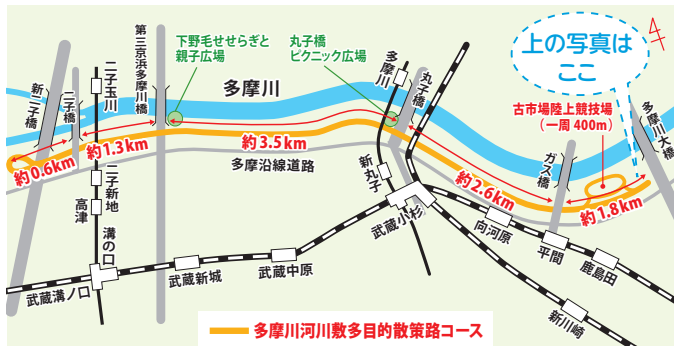 上の写真は
ここ
第三京浜多摩川橋
下野毛せせらぎと
親子広場
丸子橋
ピクニック広場
二子玉川
多摩川
多摩川
丸子橋
新二子橋
二子橋
古市場陸上競技場
(一周 400m)
多摩川大橋
ガス橋
約0.6km
約1.3km
約3.5km
約2.6km
約1.8km
多摩沿線道路
二子新地
高津
溝の口
新丸子
武蔵小杉
向河原
平間
鹿島田
武蔵溝ノ口
武蔵新城
武蔵中原
新川崎
多摩川河川敷多目的散策路コース